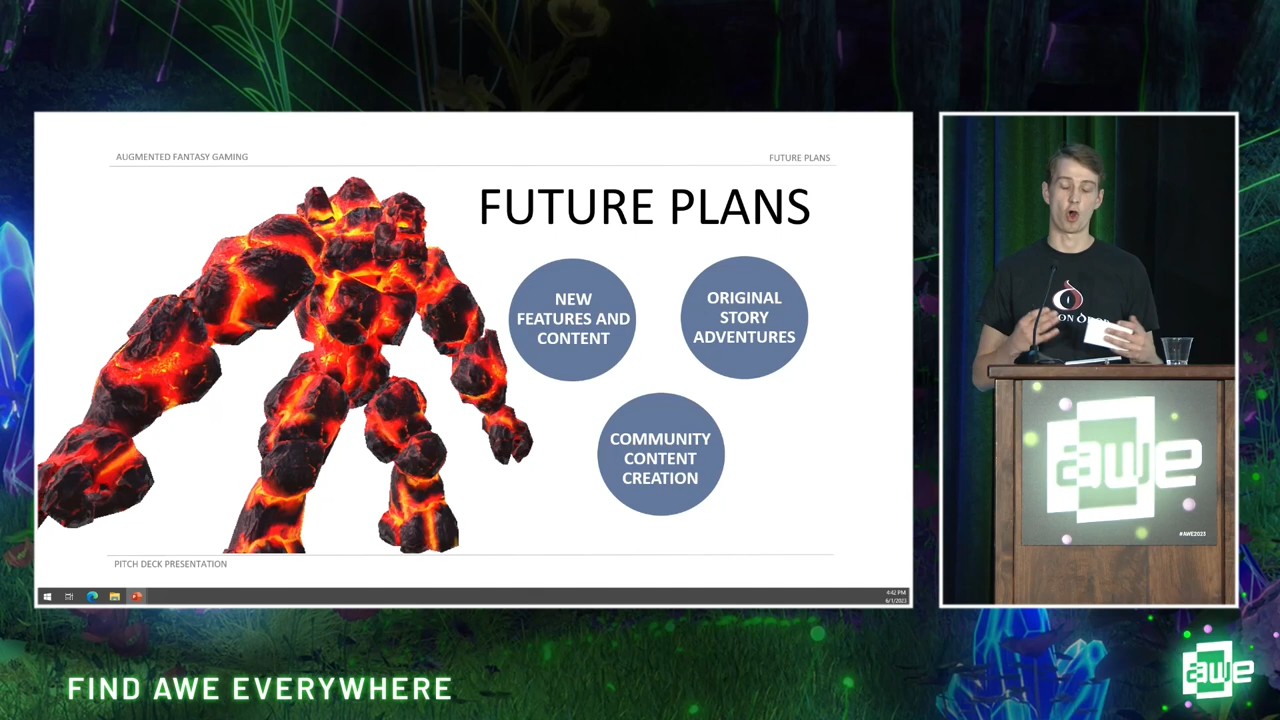 AUGMENTED FANTASY GAMING
FUTURE PLANS
FUTURE PLANS
NEW
FEATURES AND
CONTENT
ORIGINAL
STORY
ADVENTURES
COMMUNITY
CONTENT
CREATION
PITCH DECK PRESENTATION
4:42 PM
6/1/2023
awe
#AWE2023
FIND AWE EVERYWHERE
awe